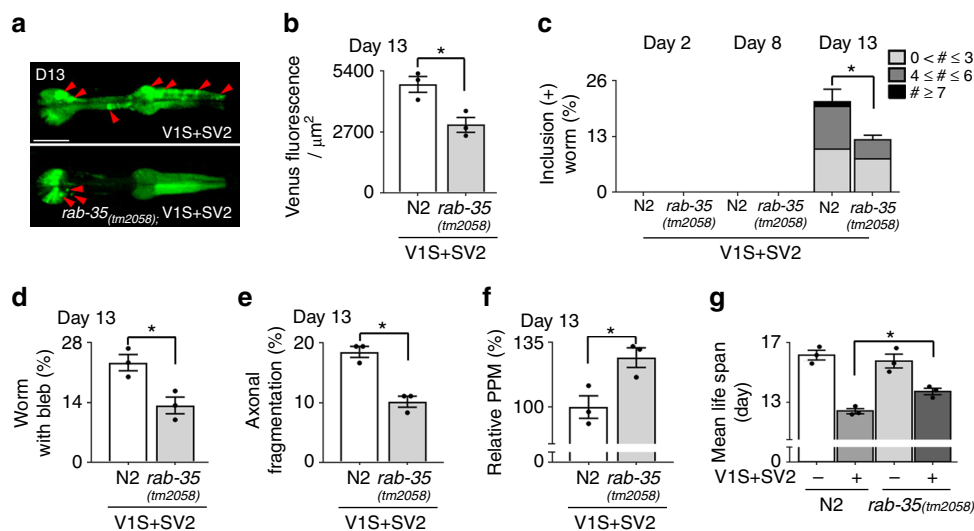 a
D13
V1S+SV2
rab-35(tm2058); V1S+SV2
b
Day 13
*
Venus fluorescence
/ μm²
5400
2700
0
N2 rab-35
(tm2058)
V1S+SV2
c
Day 2 Day 8 Day 13
0 < # ≤ 3
4 ≤ # ≤ 6
# ≥ 7
*
Inclusion (+)
worm (%)
26
13
0
N2 rab-35 (tm2058) N2 rab-35 (tm2058) N2 rab-35 (tm2058)
V1S+SV2
d
Day 13
*
Worm
with bleb (%)
28
14
0
N2 rab-35
(tm2058)
V1S+SV2
e
Day 13
*
Axonal
fragmentation (%)
20
10
0
N2 rab-35
(tm2058)
V1S+SV2
f
Day 13
*
Relative PPM (%)
135
100
0
N2 rab-35
(tm2058)
V1S+SV2
g
*
Mean life span
(day)
17
13
0
V1S+SV2 – + – +
N2 rab-35(tm2058)